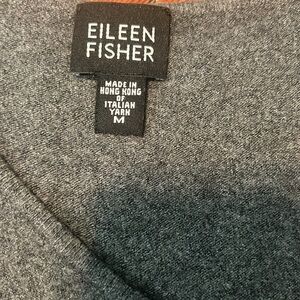 EILEEN
FISHER
MADE IN
HONG KONG
OF
ITALIAN
YARN
M